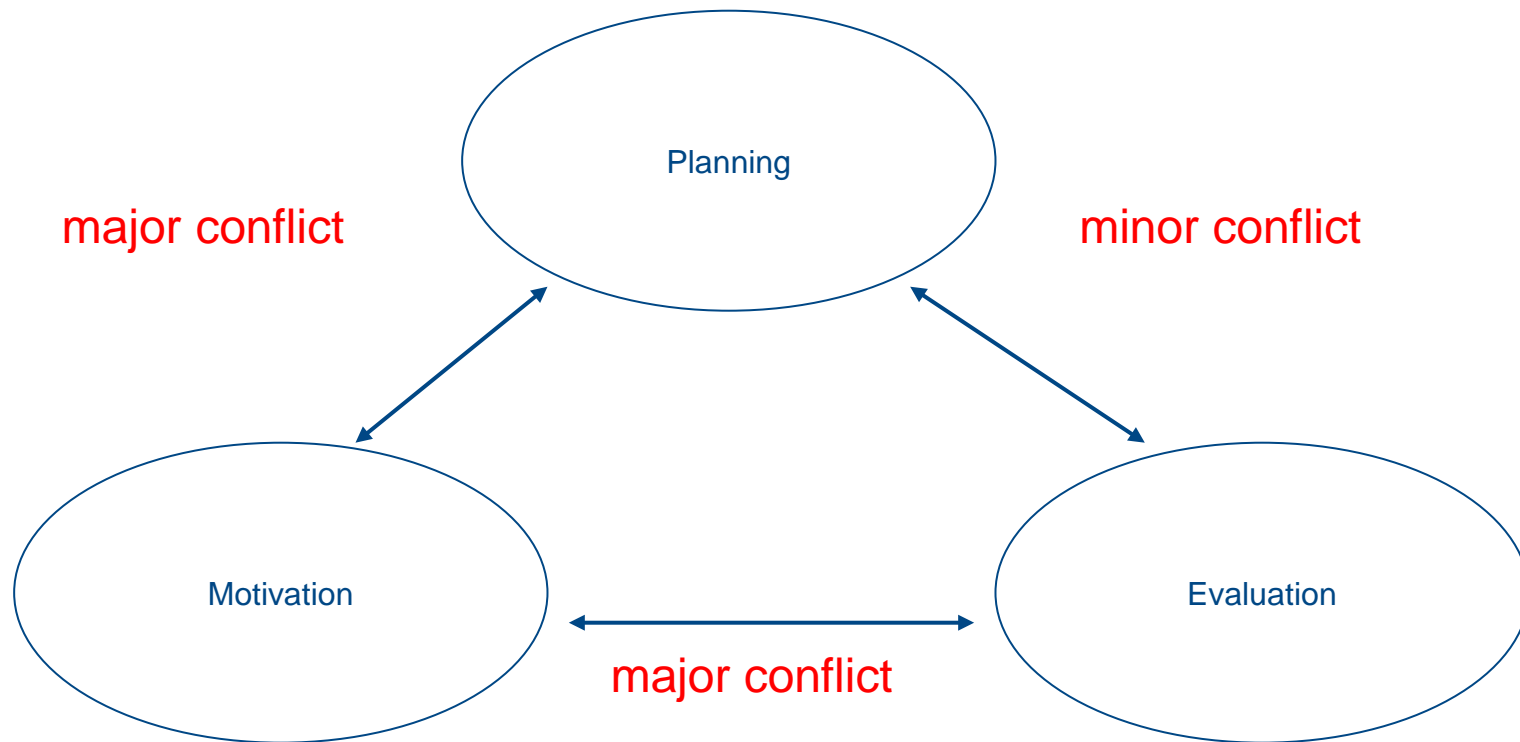 Planning
major conflict
minor conflict
Motivation
Evaluation
major conflict